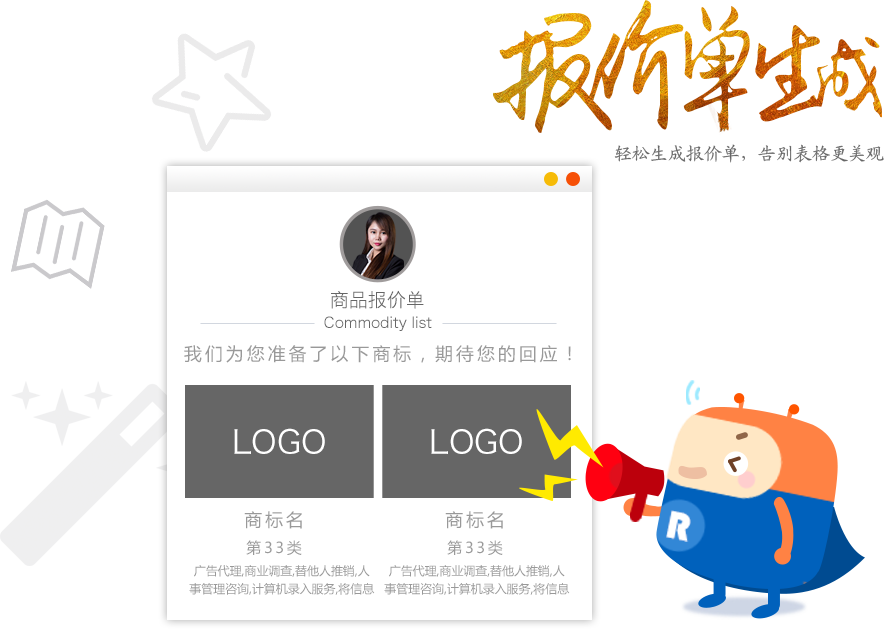 报价单生成
轻松生成报价单，告别表格更美观
商品报价单
Commodity list
我们为您准备了以下商标，期待您的回应！
LOGO
LOGO
商标名
商标名
第33类
第33类
广告代理,商业调查,替他人推销,人
事管理咨询,计算机录入服务,将信息
广告代理,商业调查,替他人推销,人
事管理咨询,计算机录入服务,将信息
R